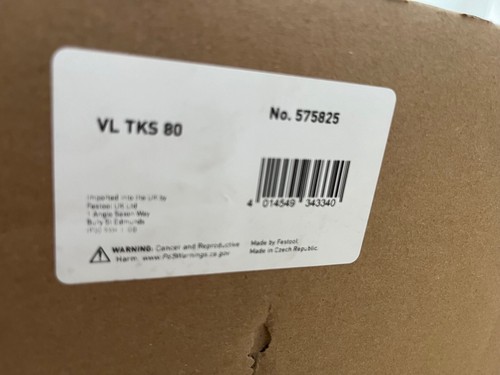 VL TKS 80
No. 575825
4 014549 343340
Imported into the UK by
Festool UK Ltd
1 Anglo Saxon Way
Bury St Edmunds
WARNING: Cancer and Reproductive
Harm www.P65Warnings.ca.gov
Made by Festool,
Made in Czech Republic.